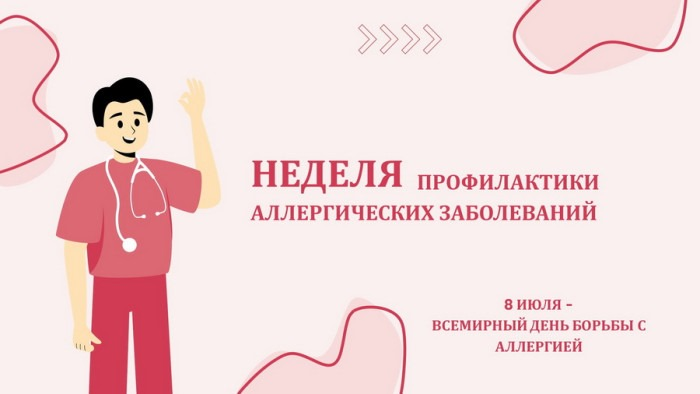 НЕДЕЛЯ ПРОФИЛАКТИКИ
АЛЛЕРГИЧЕСКИХ ЗАБОЛЕВАНИЙ
8 ИЮЛЯ –
ВСЕМИРНЫЙ ДЕНЬ БОРЬБЫ С
АЛЛЕРГИЕЙ